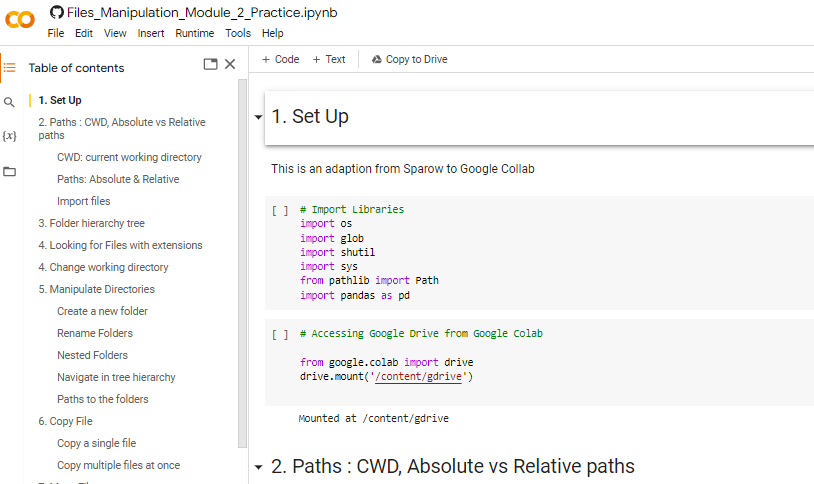 Files_Manipulation_Module_2_Practice.ipynb
File Edit View Insert Runtime Tools Help
Table of contents
+ Code + Text Copy to Drive
1. Set Up
2. Paths : CWD, Absolute vs Relative
paths
CWD: current working directory
Paths: Absolute & Relative
Import files
3. Folder hierarchy tree
4. Looking for Files with extensions
4. Change working directory
5. Manipulate Directories
Create a new folder
Rename Folders
Nested Folders
Navigate in tree hierarchy
Paths to the folders
6. Copy File
Copy a single file
Copy multiple files at once
{x}
1. Set Up
This is an adaption from Sparow to Google Collab
[ ] # Import Libraries
import os
import glob
import shutil
import sys
from pathlib import Path
import pandas as pd
[ ] # Accessing Google Drive from Google Colab
from google.colab import drive
drive.mount('/content/gdrive')
Mounted at /content/gdrive
2. Paths : CWD, Absolute vs Relative paths